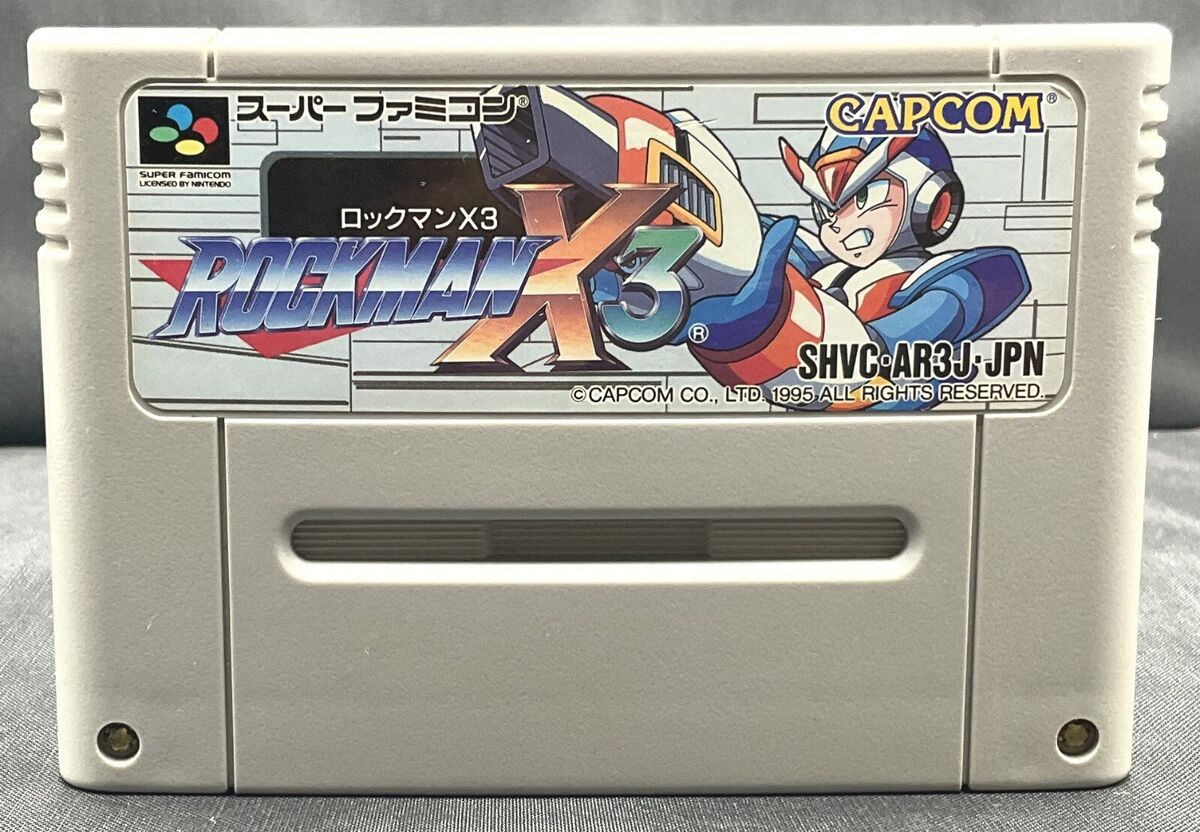 スーパーファミコン®
CAPCOM®
SUPER FAMICOM
LICENSED BY NINTENDO
ロックマンX3
ROCKMAN X3®
SHVC-AR3J-JPN
©CAPCOM CO., LTD. 1995 ALL RIGHTS RESERVED.